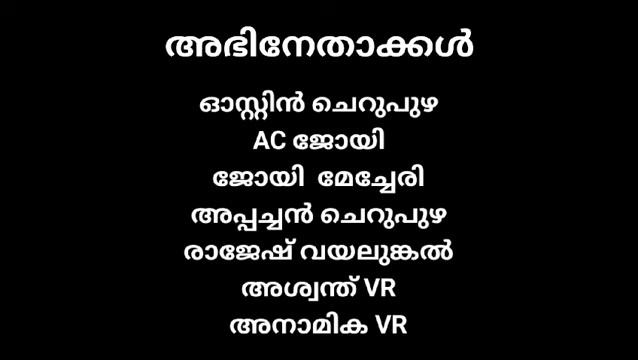 അഭിനേതാക്കൾ
ഓസ്റ്റിൻ ചെറുപുഴ
AC ജോയി
ജോയി മേച്ചേരി
അപ്പച്ചൻ ചെറുപുഴ
രാജേഷ് വയലുങ്കൽ
അശ്വന്ത് VR
അനാമിക VR